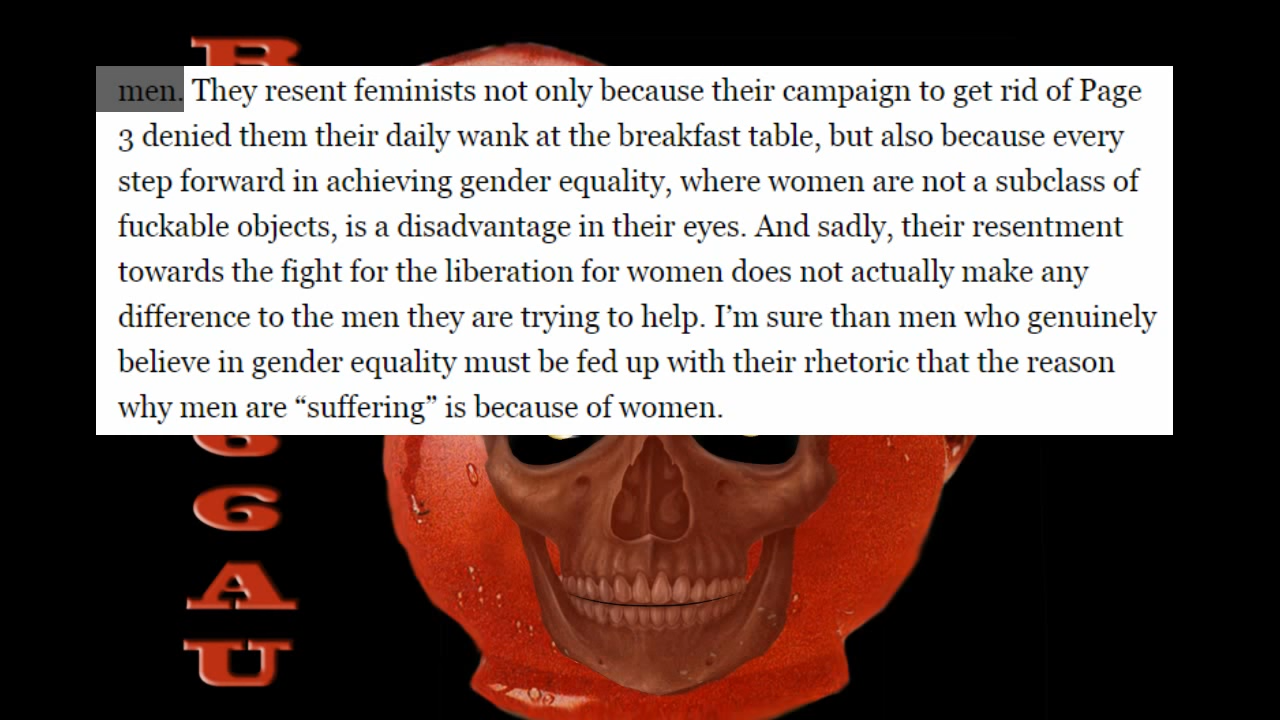 R
men. They resent feminists not only because their campaign to get rid of Page
3 denied them their daily wank at the breakfast table, but also because every
step forward in achieving gender equality, where women are not a subclass of
fuckable objects, is a disadvantage in their eyes. And sadly, their resentment
towards the fight for the liberation for women does not actually make any
difference to the men they are trying to help. I’m sure than men who genuinely
believe in gender equality must be fed up with their rhetoric that the reason
why men are “suffering” is because of women.
6
6
A
U